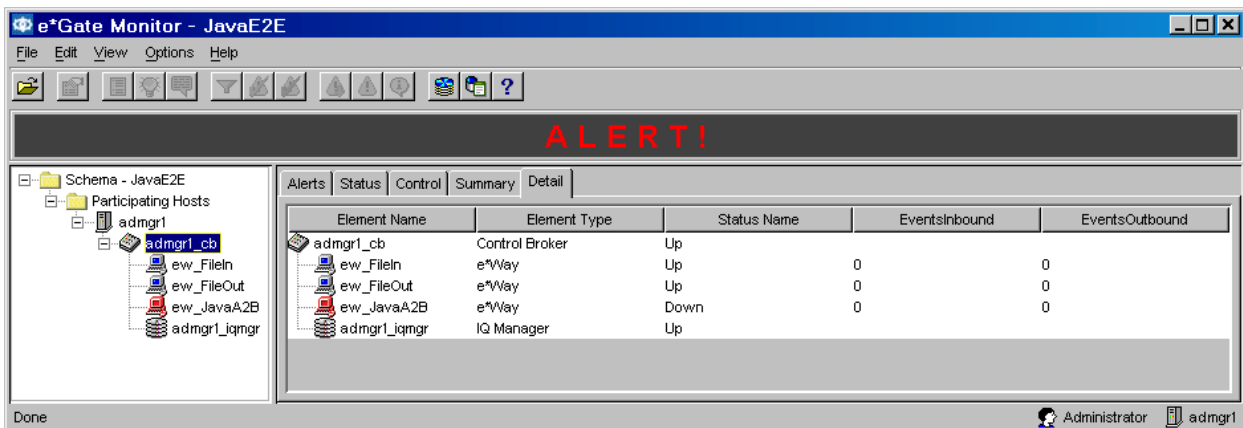 e*Gate Monitor - JavaE2E
File Edit View Options Help
ALERT!
Schema - JavaE2E
Participating Hosts
admgr1
admgr1_cb
ew_FileIn
ew_FileOut
ew_JavaA2B
admgr1_iqmgr
Alerts Status Control Summary Detail
Element Name Element Type Status Name EventsInbound EventsOutbound
admgr1_cb Control Broker Up
ew_FileIn e*Way Up 0 0
ew_FileOut e*Way Up 0 0
ew_JavaA2B e*Way Down 0 0
admgr1_iqmgr IQ Manager Up
Done Administrator admgr1